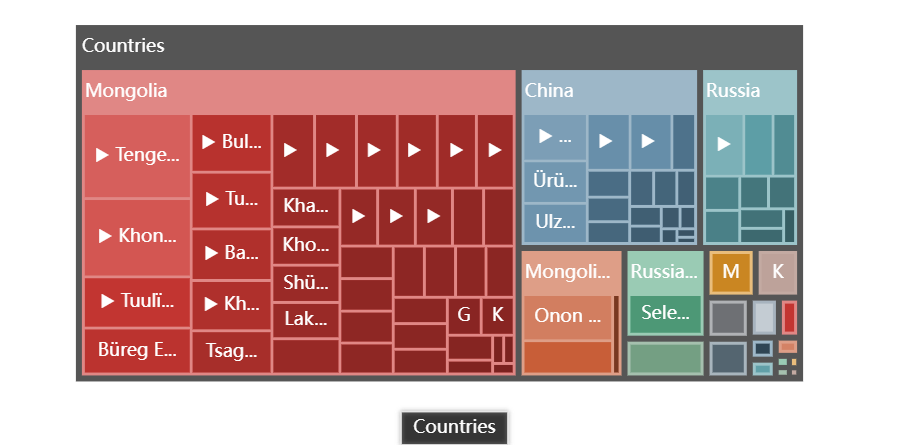 Countries
Mongolia
China
Russia
▶ Tenge...
▶ Bul...
▶ ...
▶ Khon...
▶ Tu...
Ürü...
Kha...
Ulz...
▶ Ba...
Kho...
Mongoli...
Russia...
M
K
▶ Tuulï...
▶ Kh...
Shü...
Lak...
G
K
Onon ...
Sele...
Büreg E...
Tsag...
Countries